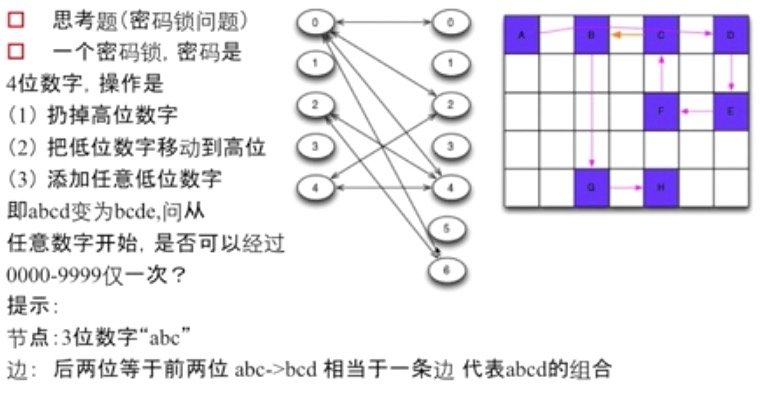 思考题(密码锁问题)
一个密码锁, 密码是
4位数字, 操作是
(1) 扔掉高位数字
(2) 把低位数字移动到高位
(3) 添加任意低位数字
即abcd变为bcde,问从
任意数字开始, 是否可以经过
0000-9999仅一次?
提示:
节点:3位数字“abc”
边: 后两位等于前两位 abc->bcd 相当于一条边 代表abcd的组合
0 0
1 1
2 2
3 3
4 4
5
6
A B C D
F E
G H